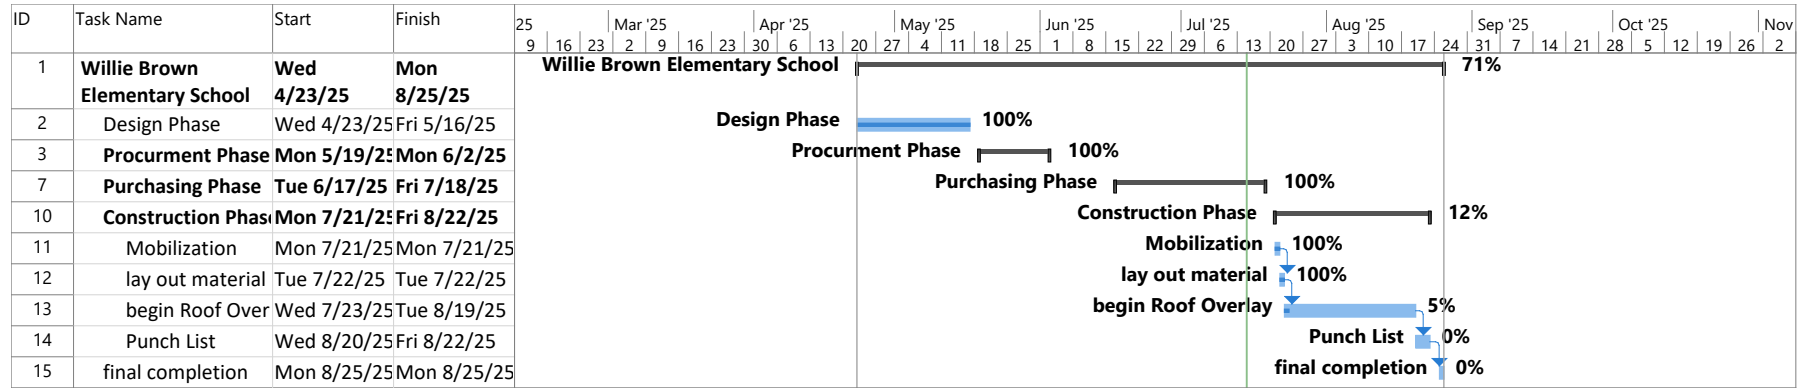 ID Task Name Start Finish
25 Mar '25 Apr '25 May '25 Jun '25 Jul '25 Aug '25 Sep '25 Oct '25 Nov
9 16 23 2 9 16 23 30 6 13 20 27 4 11 18 25 1 8 15 22 29 6 13 20 27 3 10 17 24 31 7 14 21 28 5 12 19 26 2
1 Willie Brown Wed Mon Willie Brown Elementary School 71%
Elementary School 4/23/25 8/25/25
2 Design Phase Wed 4/23/25 Fri 5/16/25 Design Phase 100%
3 Procurment Phase Mon 5/19/25 Mon 6/2/25 Procurment Phase 100%
7 Purchasing Phase Tue 6/17/25 Fri 7/18/25 Purchasing Phase 100%
10 Construction Phas Mon 7/21/25 Fri 8/22/25 Construction Phase 12%
11 Mobilization Mon 7/21/25 Mon 7/21/25 Mobilization 100%
12 lay out material Tue 7/22/25 Tue 7/22/25 lay out material 100%
13 begin Roof Over Wed 7/23/25 Tue 8/19/25 begin Roof Overlay 5%
14 Punch List Wed 8/20/25 Fri 8/22/25 Punch List 0%
15 final completion Mon 8/25/25 Mon 8/25/25 final completion 0%